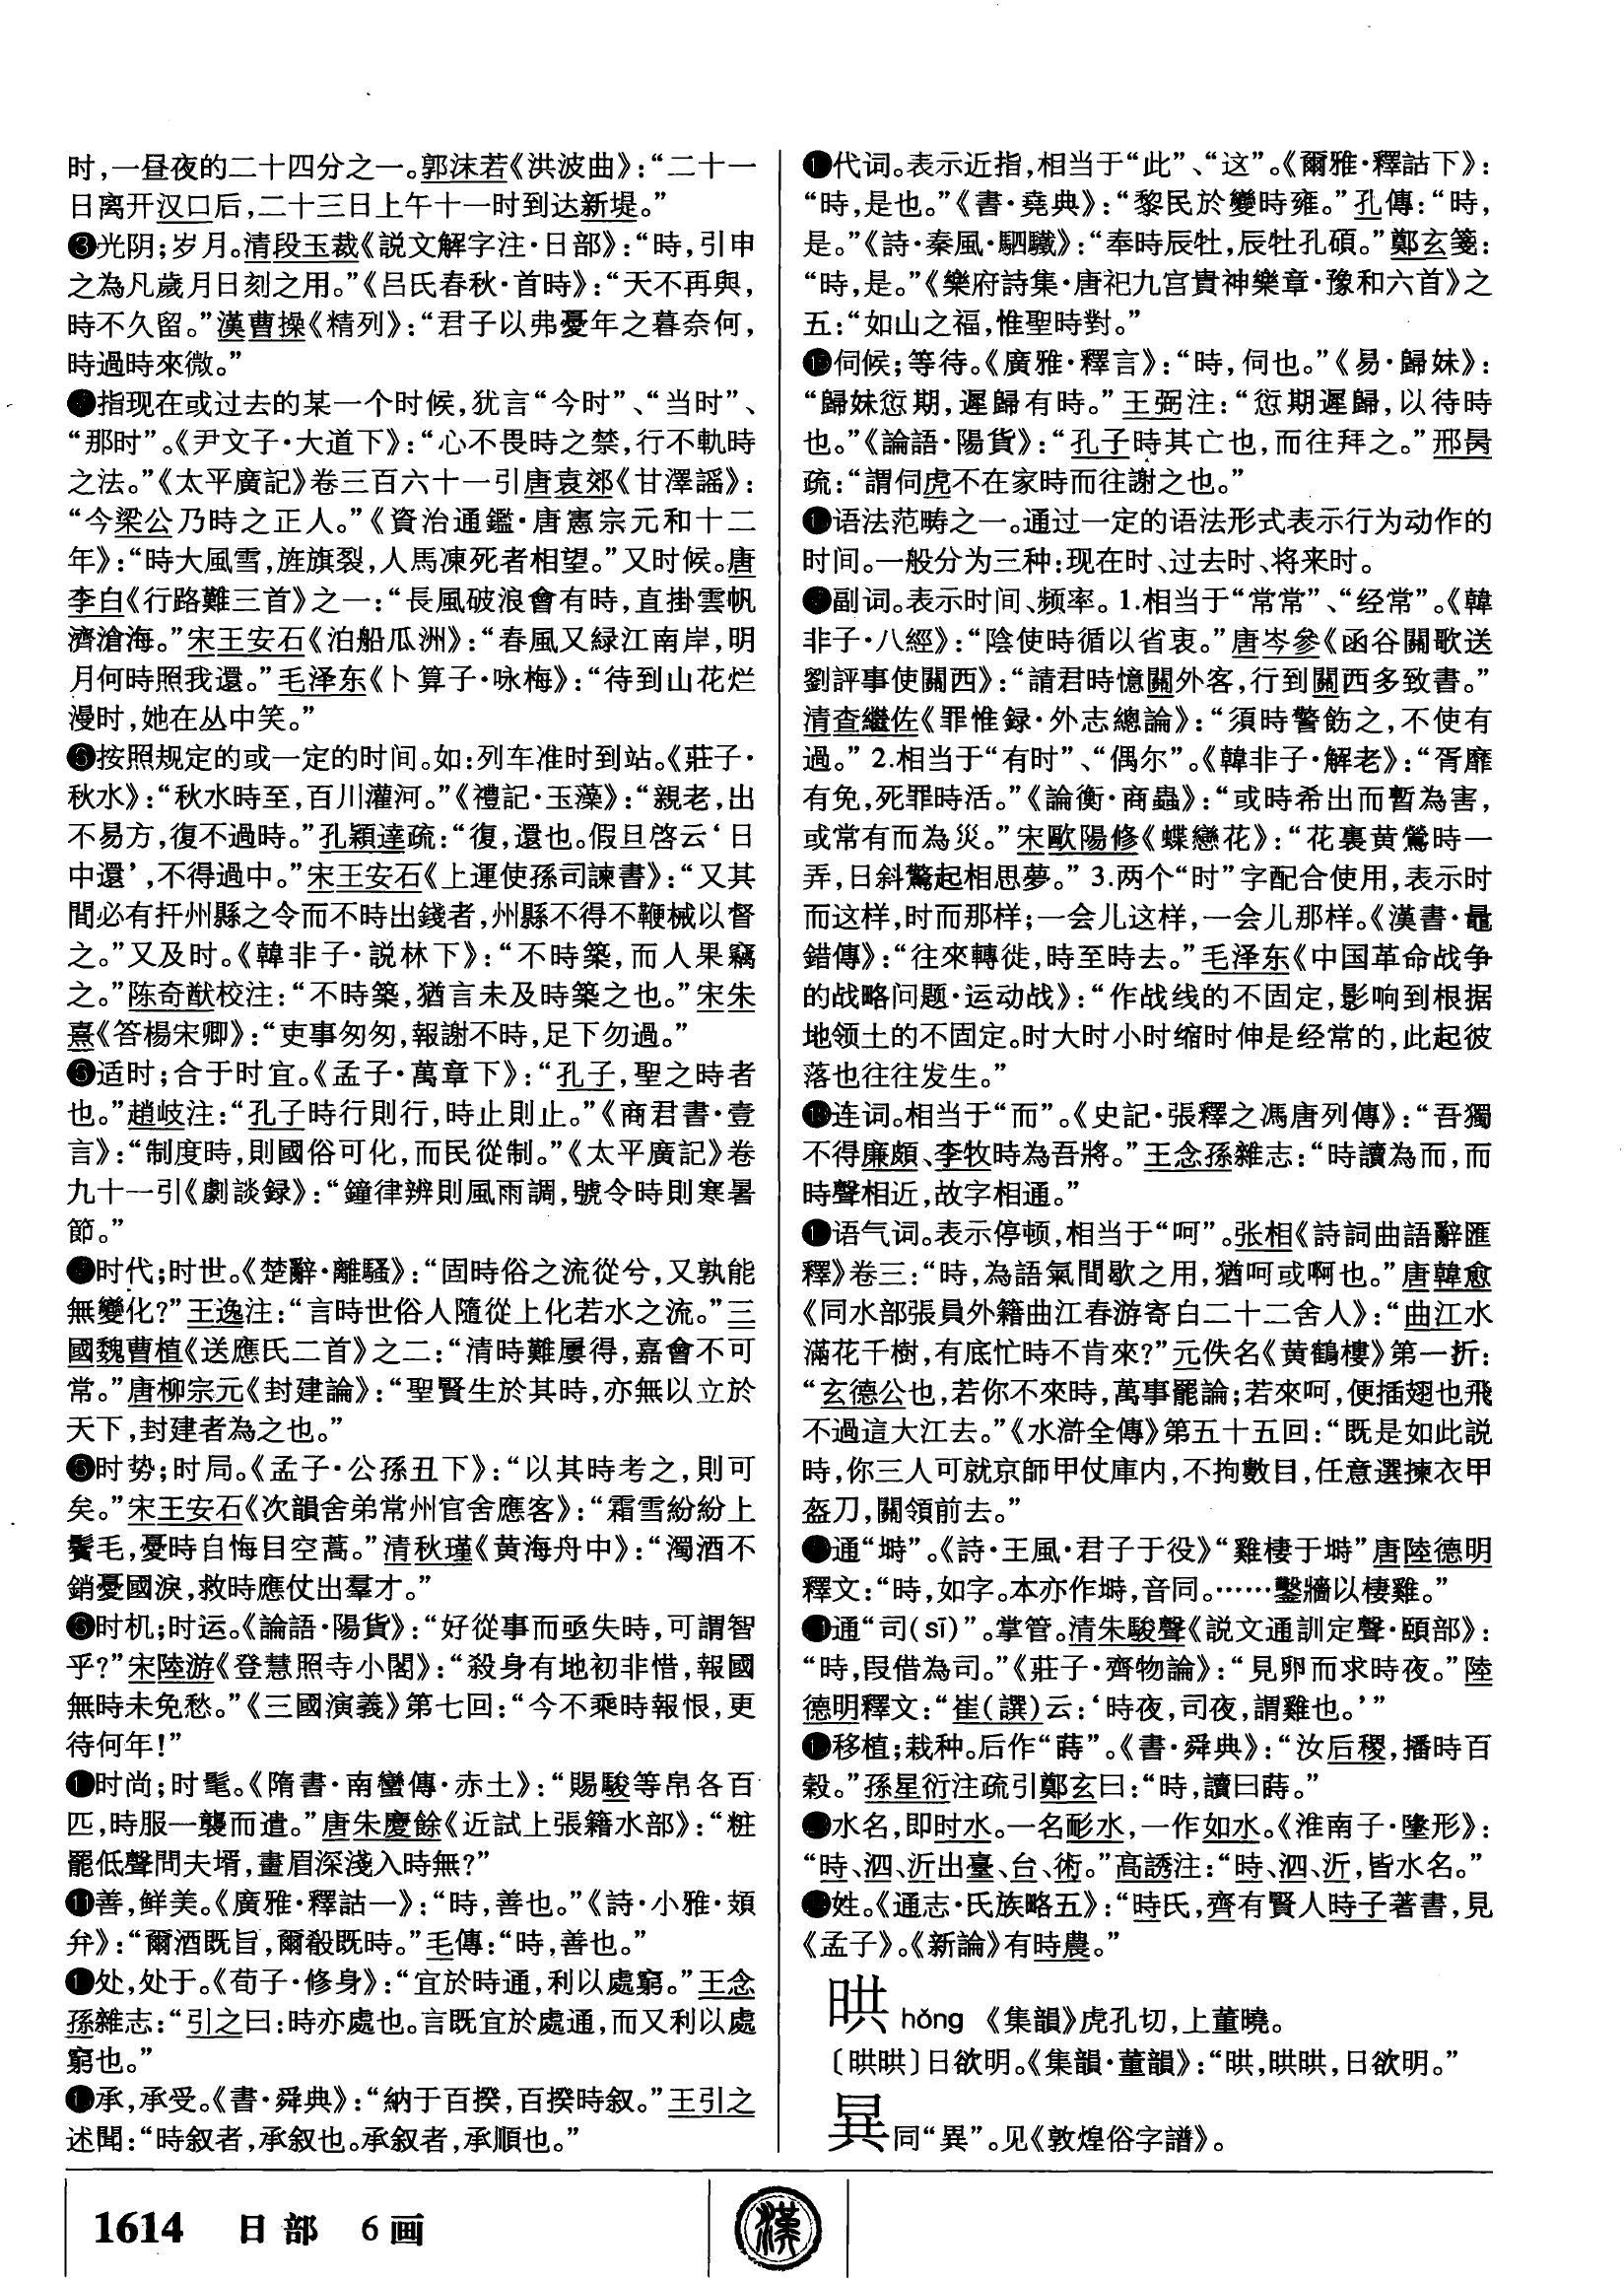 时,一昼夜的二十四分之一。郭沫若《洪波曲》:“二十一
日离开汉口后,二十三日上午十一时到达新堤。”
❸光阴;岁月。清段玉裁《説文解字注·日部》:“時,引申
之為凡歲月日刻之用。”《吕氏春秋·首時》:“天不再與,
時不久留。”漢曹操《精列》:“君子以弗憂年之暮奈何,
時過時來微。”
❹指现在或过去的某一个时候,犹言“今时”、“当时”、
“那时”。《尹文子·大道下》:“心不畏時之禁,行不軌時
之法。”《太平廣記》卷三百六十一引唐袁郊《甘澤謡》:
“今梁公乃時之正人。”《資治通鑑·唐憲宗元和十二
年》:“時大風雪,旌旗裂,人馬凍死者相望。”又时候。唐
李白《行路難三首》之一:“長風破浪會有時,直掛雲帆
濟滄海。”宋王安石《泊船瓜洲》:“春風又緑江南岸,明
月何時照我還。”毛泽东《卜算子·咏梅》:“待到山花烂
漫时,她在丛中笑。”
❺按照规定的或一定的时间。如:列车准时到站。《莊子·
秋水》:“秋水時至,百川灌河。”《禮記·玉藻》:“親老,出
不易方,復不過時。”孔穎達疏:“復,還也。假旦啓云‘日
中還’,不得過中。”宋王安石《上運使孫司諫書》:“又其
間必有扞州縣之令而不時出錢者,州縣不得不鞭械以督
之。”又及时。《韓非子·説林下》:“不時築,而人果竊
之。”陈奇猷校注:“不時築,猶言未及時築之也。”宋朱
熹《答楊宋卿》:“吏事匆匆,報謝不時,足下勿過。”
❻适时;合于时宜。《孟子·萬章下》:“孔子,聖之時者
也。”趙岐注:“孔子時行則行,時止則止。”《商君書·壹
言》:“制度時,則國俗可化,而民從制。”《太平廣記》卷
九十一引《劇談録》:“鐘律辨則風雨調,號令時則寒暑
節。”
❼时代;时世。《楚辭·離騷》:“固時俗之流從兮,又孰能
無變化?”王逸注:“言時世俗人隨從上化若水之流。”三
國魏曹植《送應氏二首》之二:“清時難屢得,嘉會不可
常。”唐柳宗元《封建論》:“聖賢生於其時,亦無以立於
天下,封建者為之也。”
❽时势;时局。《孟子·公孫丑下》:“以其時考之,則可
矣。”宋王安石《次韻舍弟常州官舍應客》:“霜雪紛紛上
鬢毛,憂時自悔目空蒿。”清秋瑾《黄海舟中》:“濁酒不
銷憂國淚,救時應仗出羣才。”
❾时机;时运。《論語·陽貨》:“好從事而亟失時,可謂智
乎?”宋陸游《登慧照寺小閣》:“殺身有地初非惜,報國
無時未免愁。”《三國演義》第七回:“今不乘時報恨,更
待何年!”
❿时尚;时髦。《隋書·南蠻傳·赤土》:“賜駿等帛各百
匹,時服一襲而遣。”唐朱慶餘《近試上張籍水部》:“粧
罷低聲問夫壻,畫眉深淺入時無?”
⓫善,鲜美。《廣雅·釋詁一》:“時,善也。”《詩·小雅·頍
弁》:“爾酒既旨,爾殽既時。”毛傳:“時,善也。”
⓬处,处于。《荀子·修身》:“宜於時通,利以處窮。”王念
孫雜志:“引之曰:時亦處也。言既宜於處通,而又利以處
窮也。”
⓭承,承受。《書·舜典》:“納于百揆,百揆時叙。”王引之
述聞:“時叙者,承叙也。承叙者,承順也。”
⓮代词。表示近指,相当于“此”、“这”。《爾雅·釋詁下》:
“時,是也。”《書·堯典》:“黎民於變時雍。”孔傳:“時,
是。”《詩·秦風·駟驖》:“奉時辰牡,辰牡孔碩。”鄭玄箋:
“時,是。”《樂府詩集·唐祀九宫貴神樂章·豫和六首》之
五:“如山之福,惟聖時對。”
⓯伺候;等待。《廣雅·釋言》:“時,伺也。”《易·歸妹》:
“歸妹愆期,遲歸有時。”王弼注:“愆期遲歸,以待時
也。”《論語·陽貨》:“孔子時其亡也,而往拜之。”邢昺
疏:“謂伺虎不在家時而往謝之也。”
⓰语法范畴之一。通过一定的语法形式表示行为动作的
时间。一般分为三种:现在时、过去时、将来时。
⓱副词。表示时间、频率。1.相当于“常常”、“经常”。《韓
非子·八經》:“陰使時循以省衷。”唐岑參《函谷關歌送
劉評事使關西》:“請君時憶關外客,行到關西多致書。”
清查繼佐《罪惟録·外志總論》:“須時警飭之,不使有
過。”2.相当于“有时”、“偶尔”。《韓非子·解老》:“胥靡
有免,死罪時活。”《論衡·商蟲》:“或時希出而暫為害,
或常有而為災。”宋歐陽修《蝶戀花》:“花裏黄鶯時一
弄,日斜驚起相思夢。”3.两个“时”字配合使用,表示时
而这样,时而那样;一会儿这样,一会儿那样。《漢書·鼂
錯傳》:“往來轉徙,時至時去。”毛泽东《中国革命战争
的战略问题·运动战》:“作战线的不固定,影响到根据
地领土的不固定。时大时小时缩时伸是经常的,此起彼
落也往往发生。”
⓲连词。相当于“而”。《史記·張釋之馮唐列傳》:“吾獨
不得廉頗、李牧時為吾將。”王念孫雜志:“時讀為而,而
時聲相近,故字相通。”
⓳语气词。表示停顿,相当于“呵”。张相《詩詞曲語辭匯
釋》卷三:“時,為語氣間歇之用,猶呵或啊也。”唐韓愈
《同水部張員外籍曲江春游寄白二十二舍人》:“曲江水
滿花千樹,有底忙時不肯來?”元佚名《黄鶴樓》第一折:
“玄德公也,若你不來時,萬事罷論;若來呵,便插翅也飛
不過這大江去。”《水滸全傳》第五十五回:“既是如此説
時,你三人可就京師甲仗庫内,不拘數目,任意選揀衣甲
盔刀,關領前去。”
⓴通“塒”。《詩·王風·君子于役》“雞棲于塒”唐陸德明
釋文:“時,如字。本亦作塒,音同。……鑿牆以棲雞。”
通“司(sī)”。掌管。清朱駿聲《説文通訓定聲·頤部》:
“時,叚借為司。”《莊子·齊物論》:“見卵而求時夜。”陸
德明釋文:“崔(譔)云:‘時夜,司夜,謂雞也。’”
移植;栽种。后作“蒔”。《書·舜典》:“汝后稷,播時百
穀。”孫星衍注疏引鄭玄曰:“時,讀曰蒔。”
水名,即时水。一名耏水,一作如水。《淮南子·墬形》:
“時、泗、沂出臺、台、術。”高誘注:“時、泗、沂,皆水名。”
姓。《通志·氏族略五》:“時氏,齊有賢人時子著書,見
《孟子》。《新論》有時農。”
晎 hǒng 《集韻》虎孔切,上董曉。
〔晎晎〕日欲明。《集韻·董韻》:“晎,晎晎,日欲明。”
㫷同“異”。见《敦煌俗字譜》。
1614 日部 6画
漢